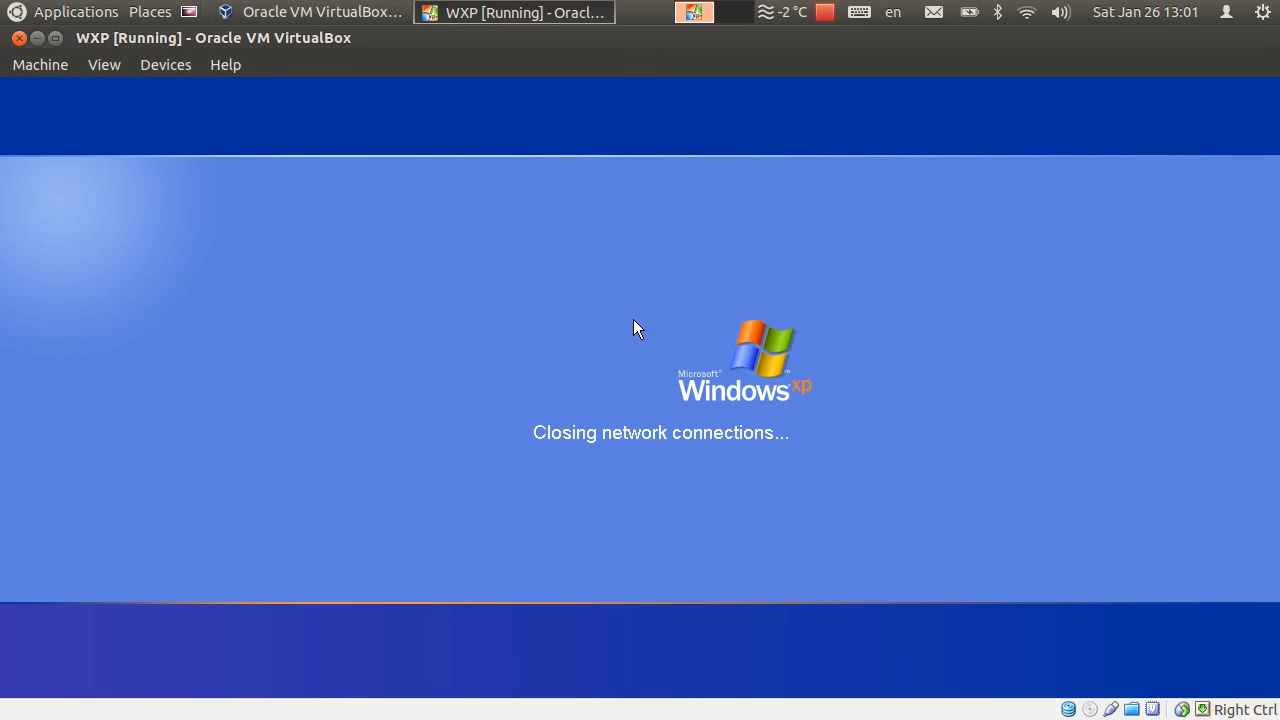 Applications Places Oracle VM VirtualBox... WXP [Running] - Oracl... -2 °C en Sat Jan 26 13:01
WXP [Running] - Oracle VM VirtualBox
Machine View Devices Help
Microsoft®
Windows xp ™
Closing network connections...
Right Ctrl